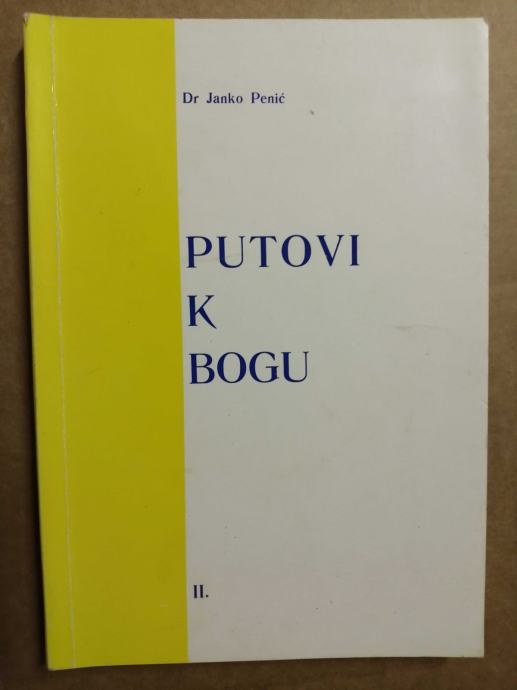 Dr Janko Penić
PUTOVI
K
BOGU
II.